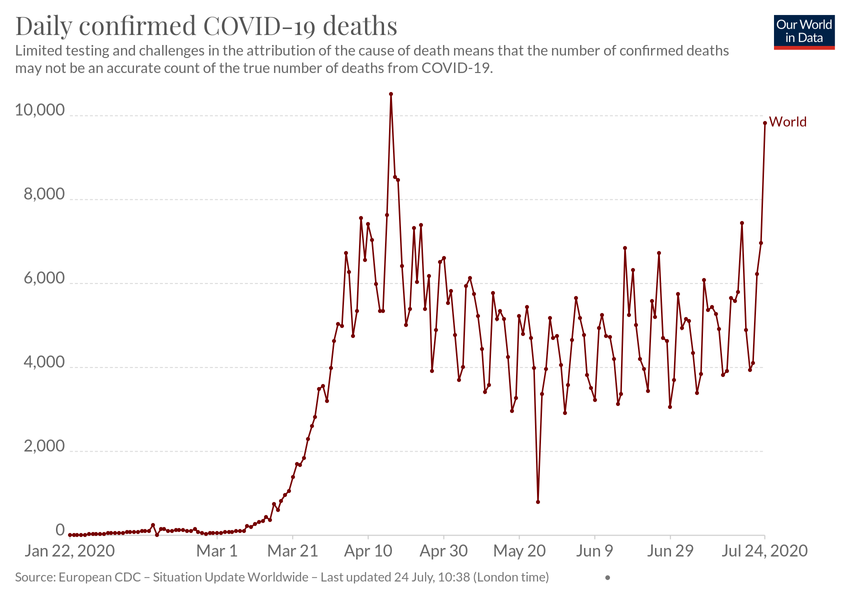 Daily confirmed COVID-19 deaths
Our World
in Data
Limited testing and challenges in the attribution of the cause of death means that the number of confirmed deaths
may not be an accurate count of the true number of deaths from COVID-19.
10,000
World
8,000
6,000
4,000
2,000
0
Jan 22, 2020 Mar 1 Mar 21 Apr 10 Apr 30 May 20 Jun 9 Jun 29 Jul 24, 2020
Source: European CDC – Situation Update Worldwide – Last updated 24 July, 10:38 (London time) •